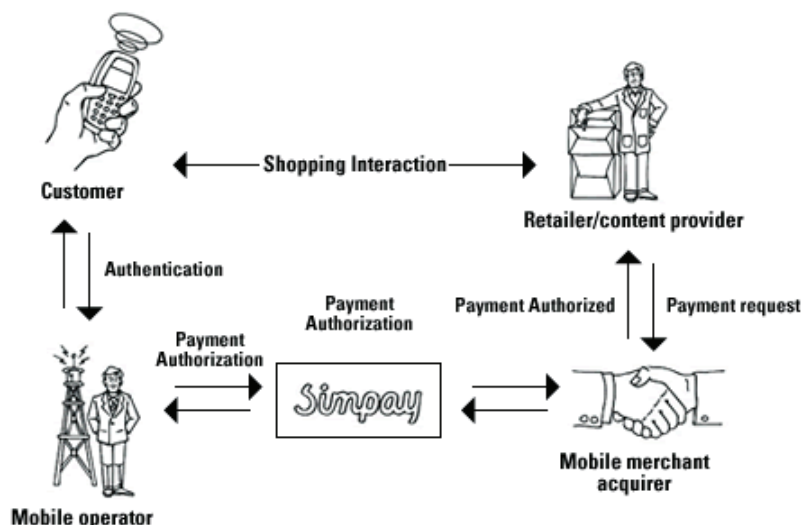 Shopping Interaction
Customer
Retailer/content provider
Authentication
Payment
Authorization
Payment Authorized
Payment request
Payment
Authorization
Simpay
Mobile merchant
acquirer
Mobile operator